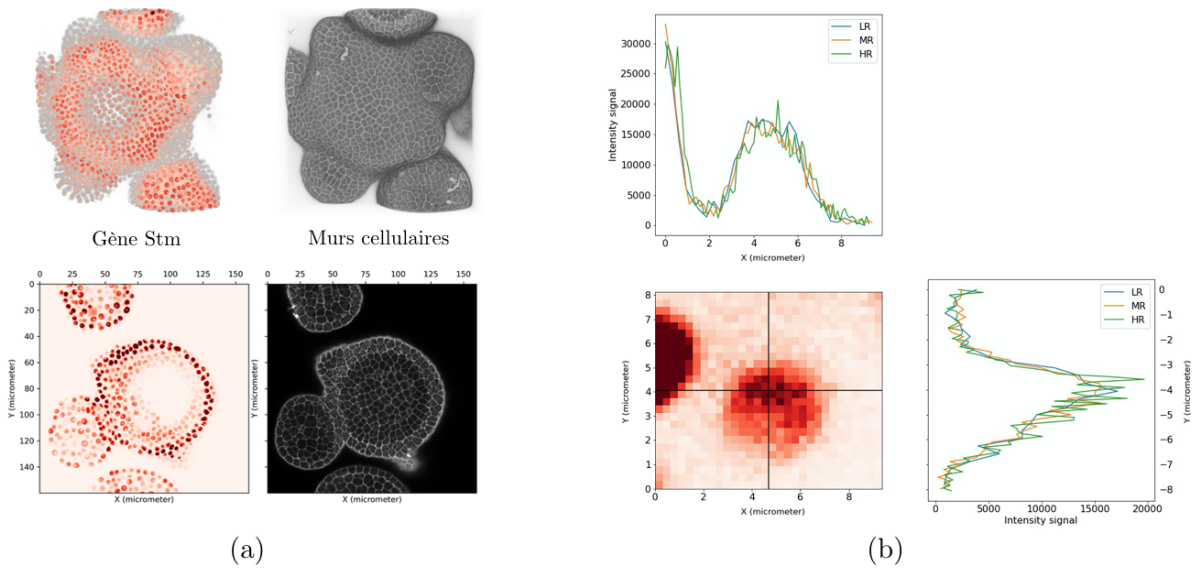 Gène Stm
Murs cellulaires
0 25 50 75 100 125 150
0 25 50 75 100 125 150
0
20
40
60
80
100
120
140
Y (micrometer)
X (micrometer)
Y (micrometer)
X (micrometer)
(a)
LR
MR
HR
30000
25000
20000
15000
10000
5000
0
Intensity signal
0 2 4 6 8
X (micrometer)
8
7
6
5
4
3
2
1
0
Y (micrometer)
0 2 4 6 8
X (micrometer)
LR
MR
HR
0
−1
−2
−3
−4
−5
−6
−7
−8
Y (micrometer)
0 5000 10000 15000 20000
Intensity signal
(b)